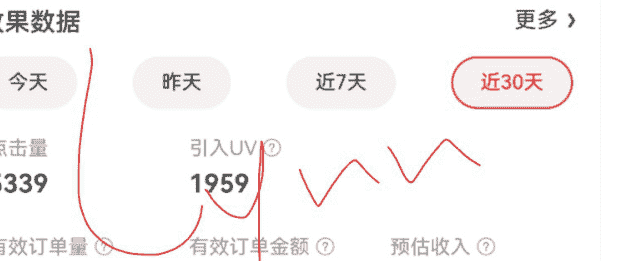 效果数据 更多 >
今天 昨天 近7天 近30天
点击量 引入UV ?
5339 1959
有效订单量 ? 有效订单金额 ? 预估收入 ?